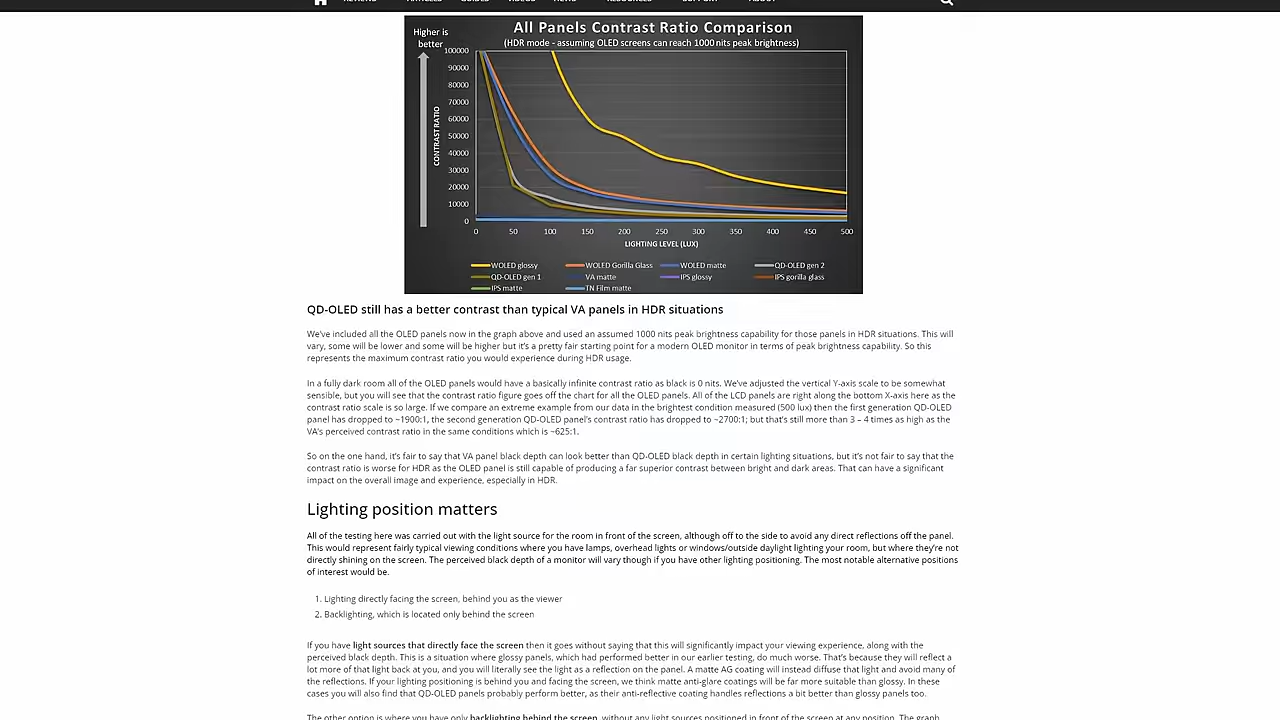 All Panels Contrast Ratio Comparison
(HDR mode - assuming OLED screens can reach 1000 nits peak brightness)
Higher is
better
CONTRAST RATIO
100000
90000
80000
70000
60000
50000
40000
30000
20000
10000
0
0 50 100 150 200 250 300 350 400 450 500
LIGHTING LEVEL (LUX)
WOLED glossy WOLED Gorilla Glass WOLED matte QD-OLED gen 2
QD-OLED gen 1 VA matte IPS glossy IPS gorilla glass
IPS matte TN Film matte
QD-OLED still has a better contrast than typical VA panels in HDR situations
We've included all the OLED panels now in the graph above and used an assumed 1000 nits peak brightness capability for those panels in HDR situations. This will
vary, some will be lower and some will be higher but it's a pretty fair starting point for a modern OLED monitor in terms of peak brightness capability. So this
represents the maximum contrast ratio you would experience during HDR usage.
In a fully dark room all of the OLED panels would have a basically infinite contrast ratio as black is 0 nits. We've adjusted the vertical Y-axis scale to be somewhat
sensible, but you will see that the contrast ratio figure goes off the chart for all the OLED panels. All of the LCD panels are right along the bottom X-axis here as the
contrast ratio scale is so large. If we compare an extreme example from our data in the brightest condition measured (500 lux) then the first generation QD-OLED
panel has dropped to ~1900:1, the second generation QD-OLED panel's contrast ratio has dropped to ~2700:1; but that's still more than 3 – 4 times as high as the
VA's perceived contrast ratio in the same conditions which is ~625:1.
So on the one hand, it's fair to say that VA panel black depth can look better than QD-OLED black depth in certain lighting situations, but it's not fair to say that the
contrast ratio is worse for HDR as the OLED panel is still capable of producing a far superior contrast between bright and dark areas. That can have a significant
impact on the overall image and experience, especially in HDR.
Lighting position matters
All of the testing here was carried out with the light source for the room in front of the screen, although off to the side to avoid any direct reflections off the panel.
This would represent fairly typical viewing conditions where you have lamps, overhead lights or windows/outside daylight lighting your room, but where they're not
directly shining on the screen. The perceived black depth of a monitor will vary though if you have other lighting positioning. The most notable alternative positions
of interest would be.
1. Lighting directly facing the screen, behind you as the viewer
2. Backlighting, which is located only behind the screen
If you have light sources that directly face the screen then it goes without saying that this will significantly impact your viewing experience, along with the
perceived black depth. This is a situation where glossy panels, which had performed better in our earlier testing, do much worse. That's because they will reflect a
lot more of that light back at you, and you will literally see the light as a reflection on the panel. A matte AG coating will instead diffuse that light and avoid many of
the reflections. If your lighting positioning is behind you and facing the screen, we think matte anti-glare coatings will be far more suitable than glossy. In these
cases you will also find that QD-OLED panels probably perform better, as their anti-reflective coating handles reflections a bit better than glossy panels too.
The other option is where you have only backlighting behind the screen, without any light sources positioned in front of the screen at any position. The graph